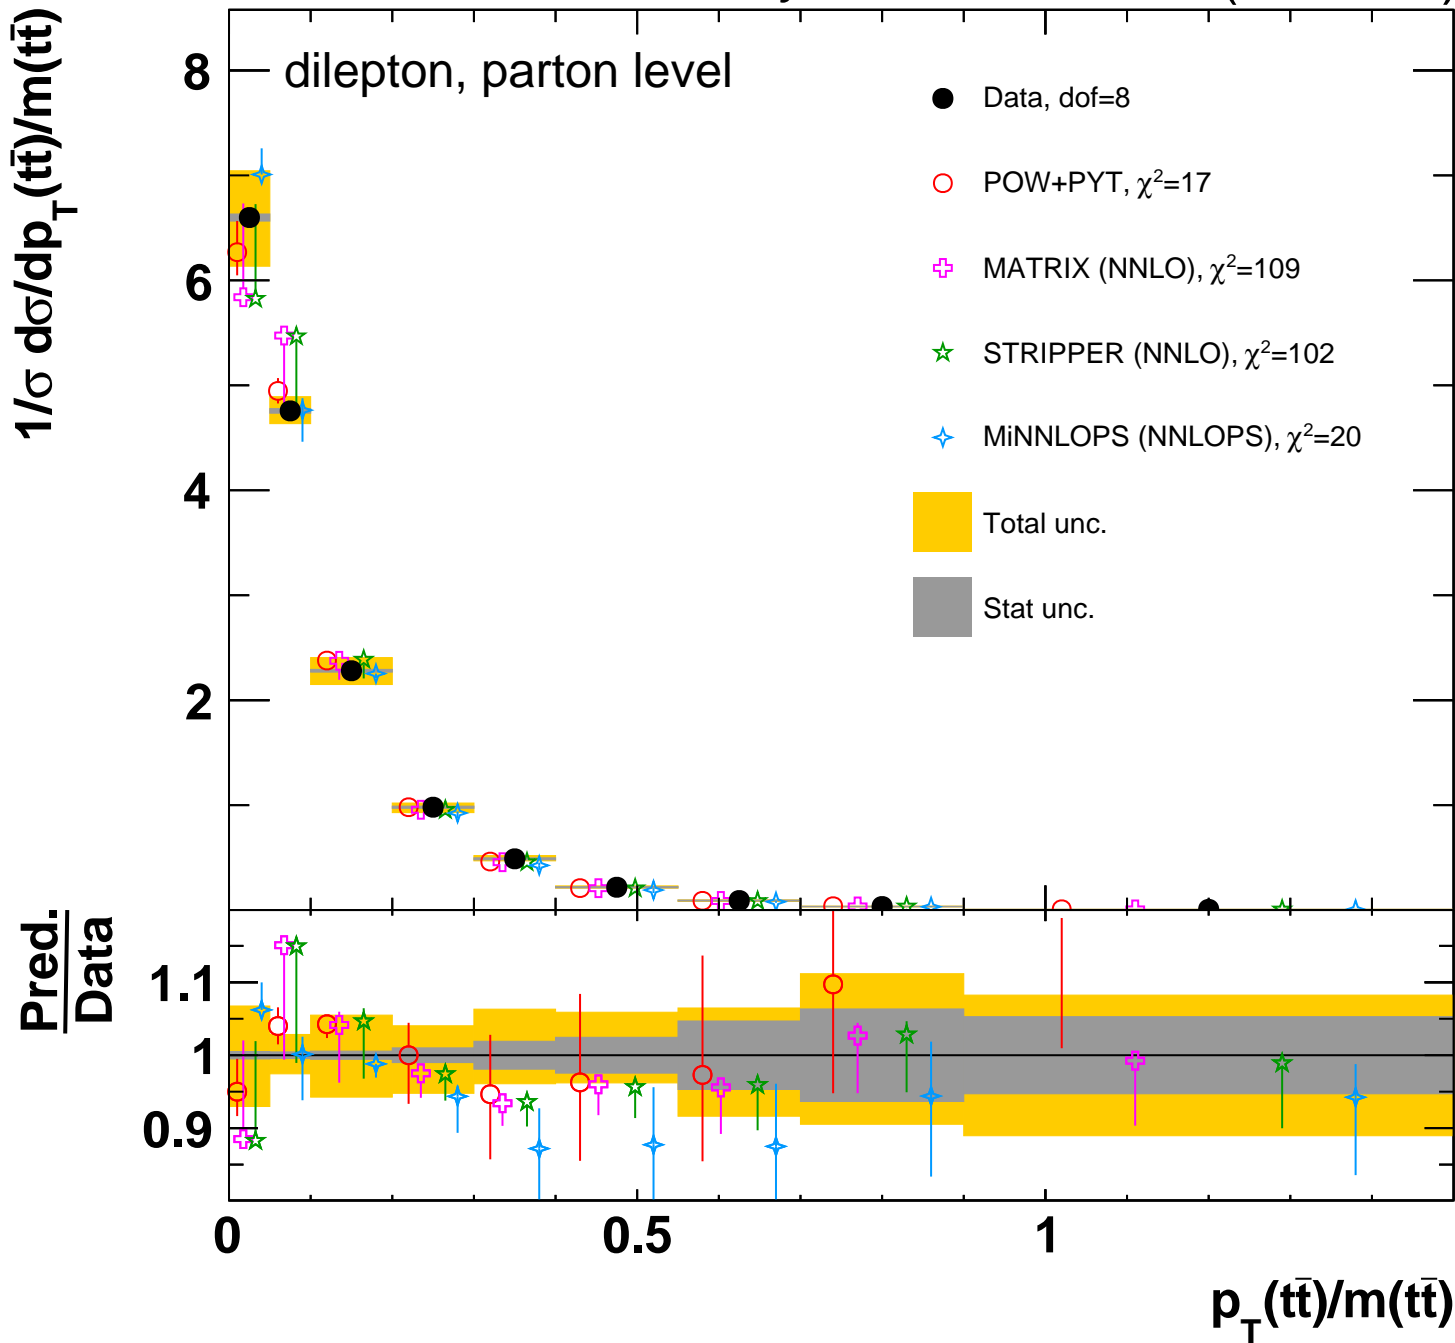 dilepton, parton level
1/σ dσ/dp_T(tt̄)/m(tt̄)
8
6
4
2
Data, dof=8
POW+PYT, χ²=17
MATRIX (NNLO), χ²=109
STRIPPER (NNLO), χ²=102
MiNNLOPS (NNLOPS), χ²=20
Total unc.
Stat unc.
Pred.
Data
1.1
1
0.9
0
0.5
1
p_T(tt̄)/m(tt̄)